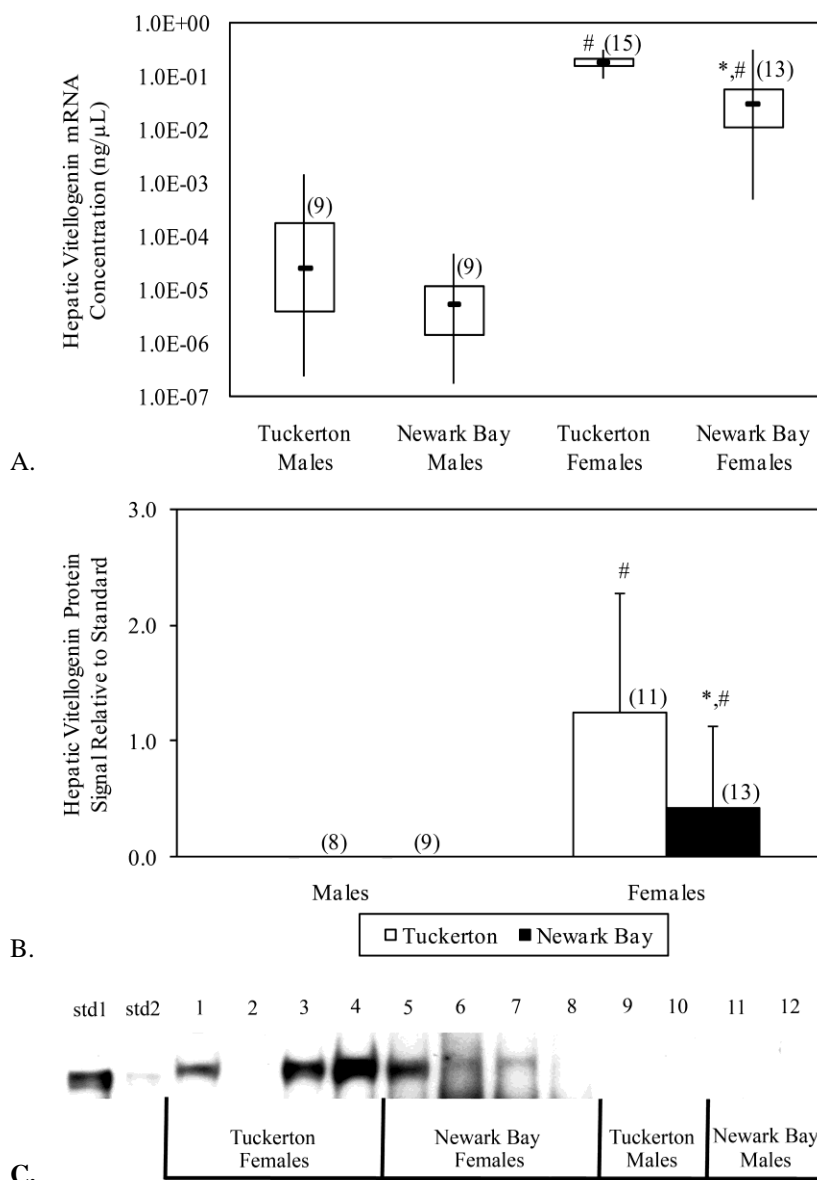 Hepatic Vitellogenin mRNA
Concentration (ng/µL)
1.0E+00
1.0E-01
1.0E-02
1.0E-03
1.0E-04
1.0E-05
1.0E-06
1.0E-07
(9)
(9)
# (15)
*,# (13)
Tuckerton
Males
Newark Bay
Males
Tuckerton
Females
Newark Bay
Females
A.
Hepatic Vitellogenin Protein
Signal Relative to Standard
3.0
2.0
1.0
0.0
(8)
(9)
#
(11)
*,#
(13)
Males
Females
Tuckerton
Newark Bay
B.
std1 std2 1 2 3 4 5 6 7 8 9 10 11 12
Tuckerton
Females
Newark Bay
Females
Tuckerton
Males
Newark Bay
Males
C.